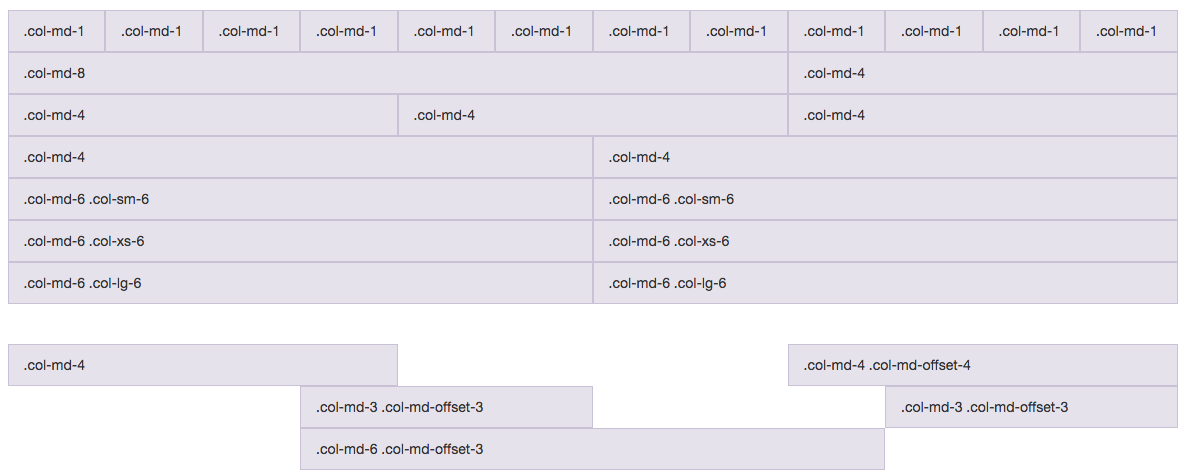 .col-md-1 .col-md-1 .col-md-1 .col-md-1 .col-md-1 .col-md-1 .col-md-1 .col-md-1 .col-md-1 .col-md-1 .col-md-1 .col-md-1
.col-md-8 .col-md-4
.col-md-4 .col-md-4 .col-md-4
.col-md-4 .col-md-4
.col-md-6 .col-sm-6 .col-md-6 .col-sm-6
.col-md-6 .col-xs-6 .col-md-6 .col-xs-6
.col-md-6 .col-lg-6 .col-md-6 .col-lg-6
.col-md-4 .col-md-4 .col-md-offset-4
.col-md-3 .col-md-offset-3 .col-md-3 .col-md-offset-3
.col-md-6 .col-md-offset-3